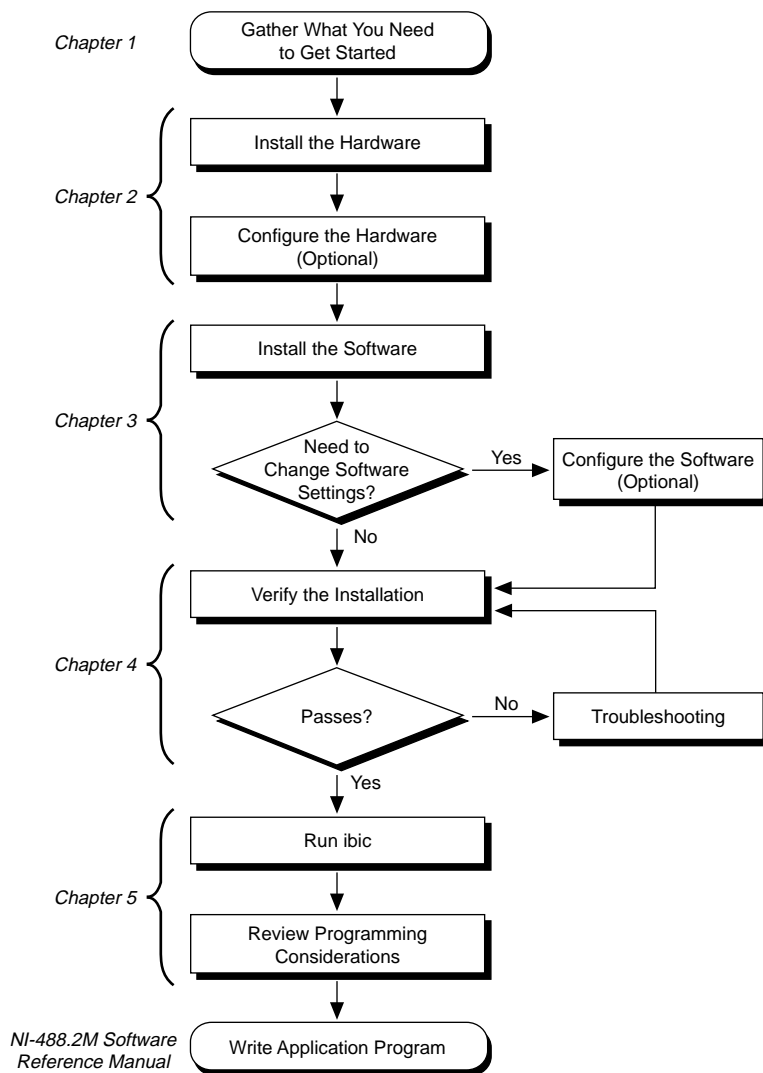 Chapter 1
Gather What You Need
to Get Started
Install the Hardware
Chapter 2
Configure the Hardware
(Optional)
Install the Software
Chapter 3
Need to
Change Software
Settings?
Yes
Configure the Software
(Optional)
No
Verify the Installation
Chapter 4
Passes?
No
Troubleshooting
Yes
Run ibic
Chapter 5
Review Programming
Considerations
NI-488.2M Software
Reference Manual
Write Application Program